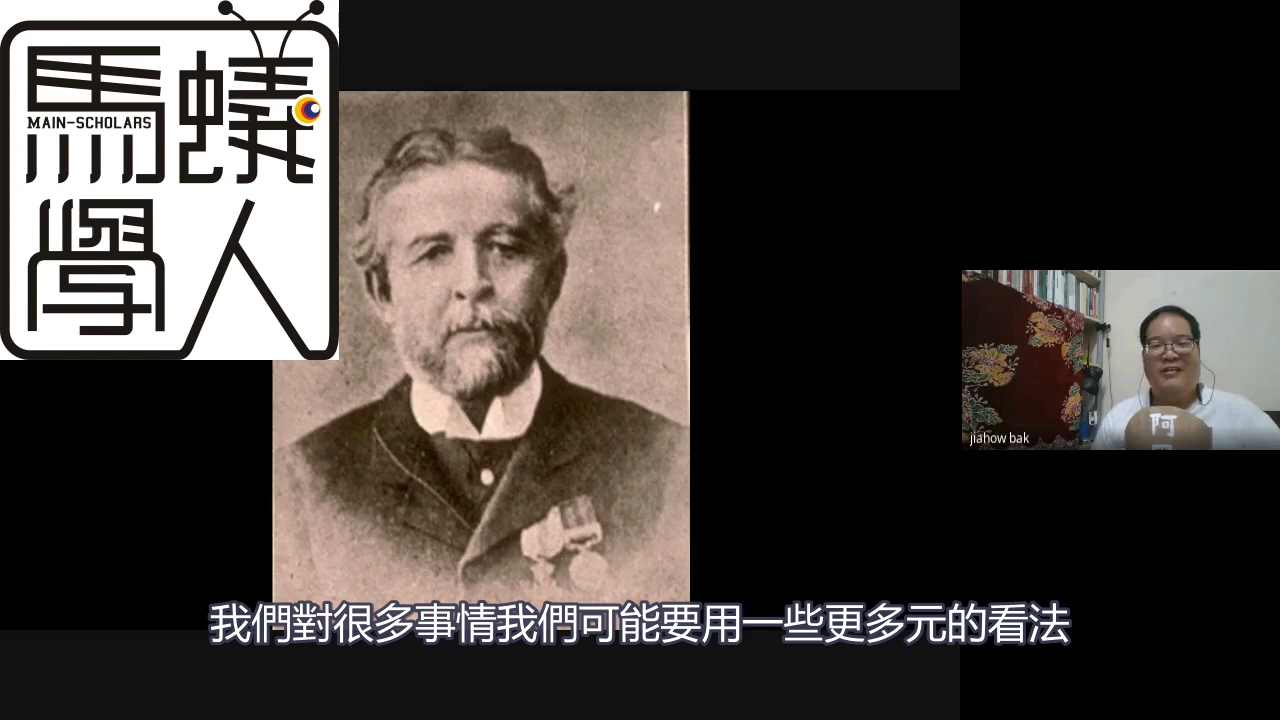 馬蟻
MAIN-SCHOLARS
學人
jiahow bak
阿
我們對很多事情我們可能要用一些更多元的看法